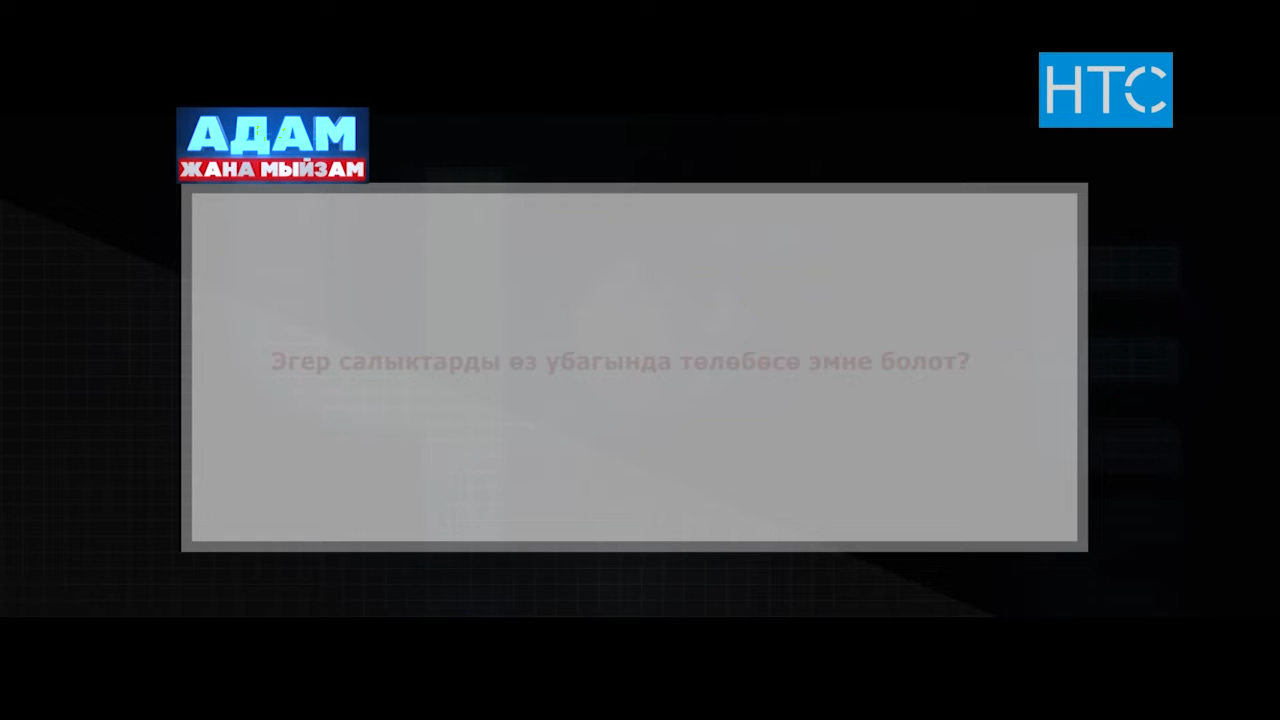 НТС
АДАМ
ЖАНА МЫЙЗАМ
Эгер салыктарды өз убагында төлөбөсө эмне болот?